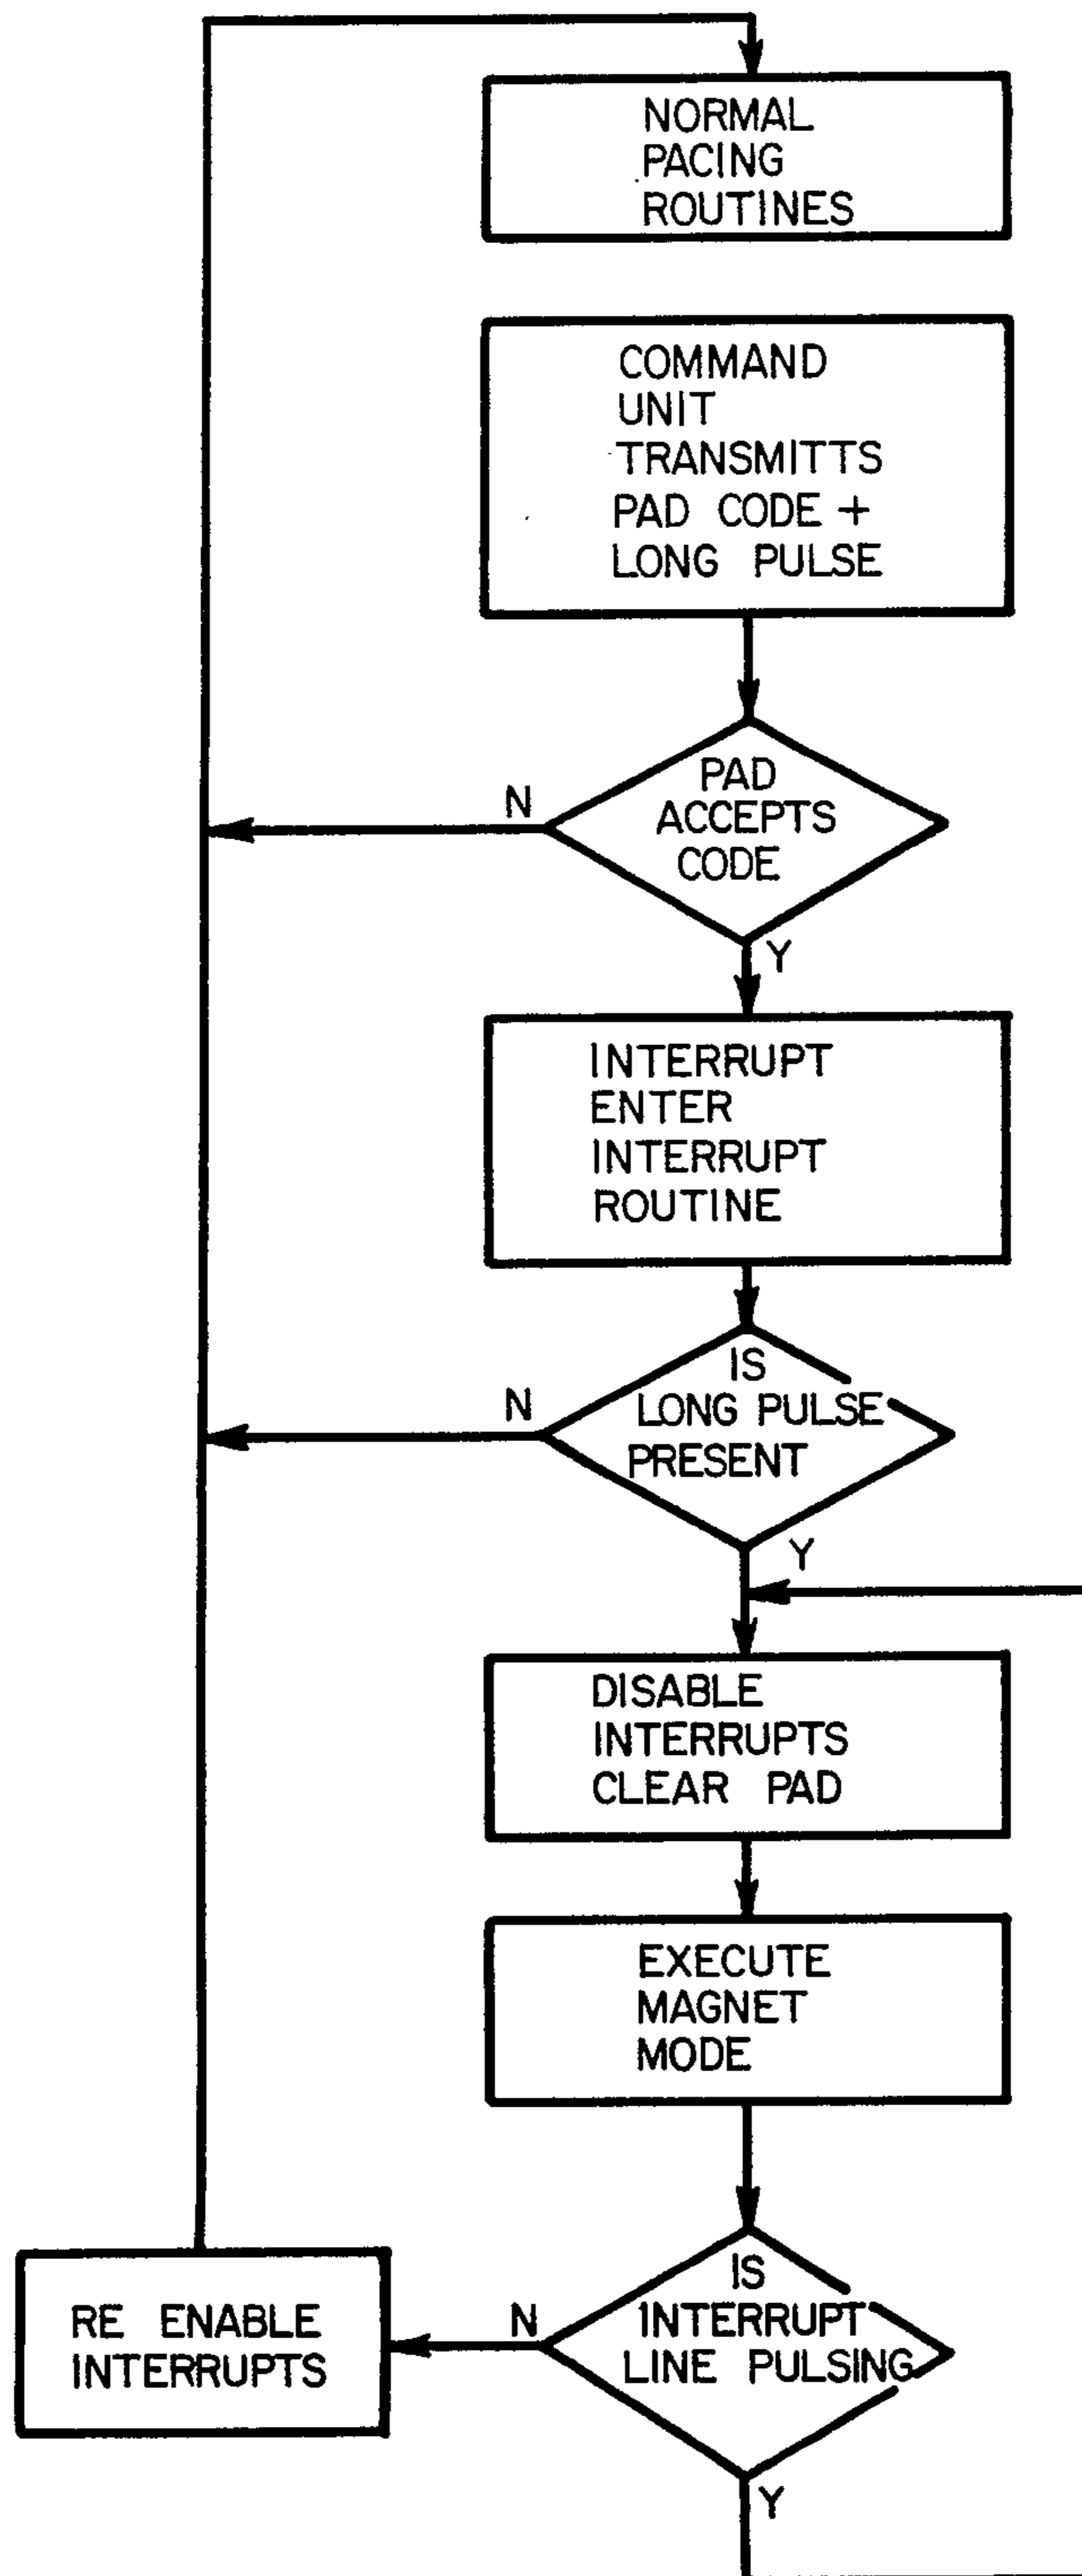 NORMAL
PACING
ROUTINES
COMMAND
UNIT
TRANSMITTS
PAD CODE +
LONG PULSE
PAD
ACCEPTS
CODE
N
Y
INTERRUPT
ENTER
INTERRUPT
ROUTINE
IS
LONG PULSE
PRESENT
N
Y
DISABLE
INTERRUPTS
CLEAR PAD
EXECUTE
MAGNET
MODE
IS
INTERRUPT
LINE PULSING
N
RE ENABLE
INTERRUPTS
Y